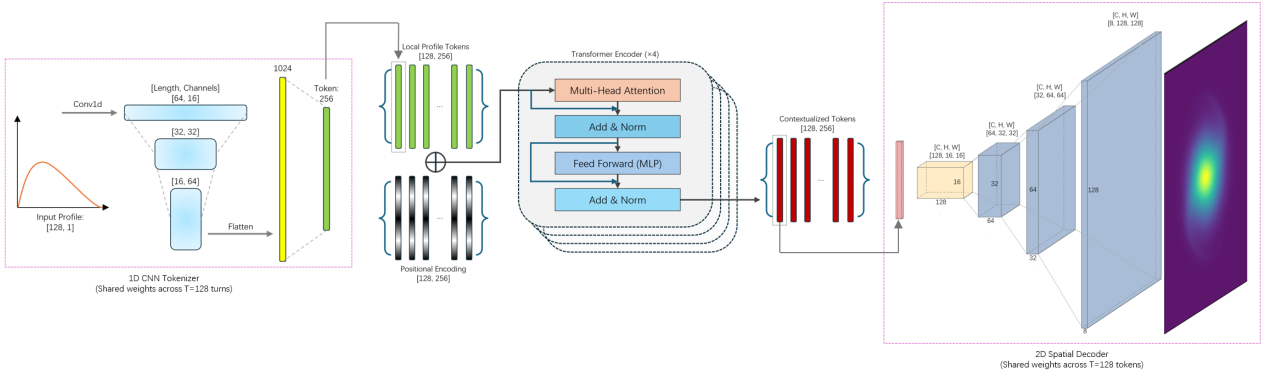 Conv1d
[Length, Channels]
[64, 16]
[32, 32]
[16, 64]
Input Profile:
[128, 1]
Flatten
1024
Token:
256
1D CNN Tokenizer
(Shared weights across T=128 turns)
Local Profile Tokens
[128, 256]
...
...
Positional Encoding
[128, 256]
Transformer Encoder (×4)
Multi-Head Attention
Add & Norm
Feed Forward (MLP)
Add & Norm
Contextualized Tokens
[128, 256]
...
[C, H, W]
[128, 16, 16]
16
128
[C, H, W]
[64, 32, 32]
32
64
[C, H, W]
[32, 64, 64]
64
32
[C, H, W]
[8, 128, 128]
128
8
2D Spatial Decoder
(Shared weights across T=128 tokens)